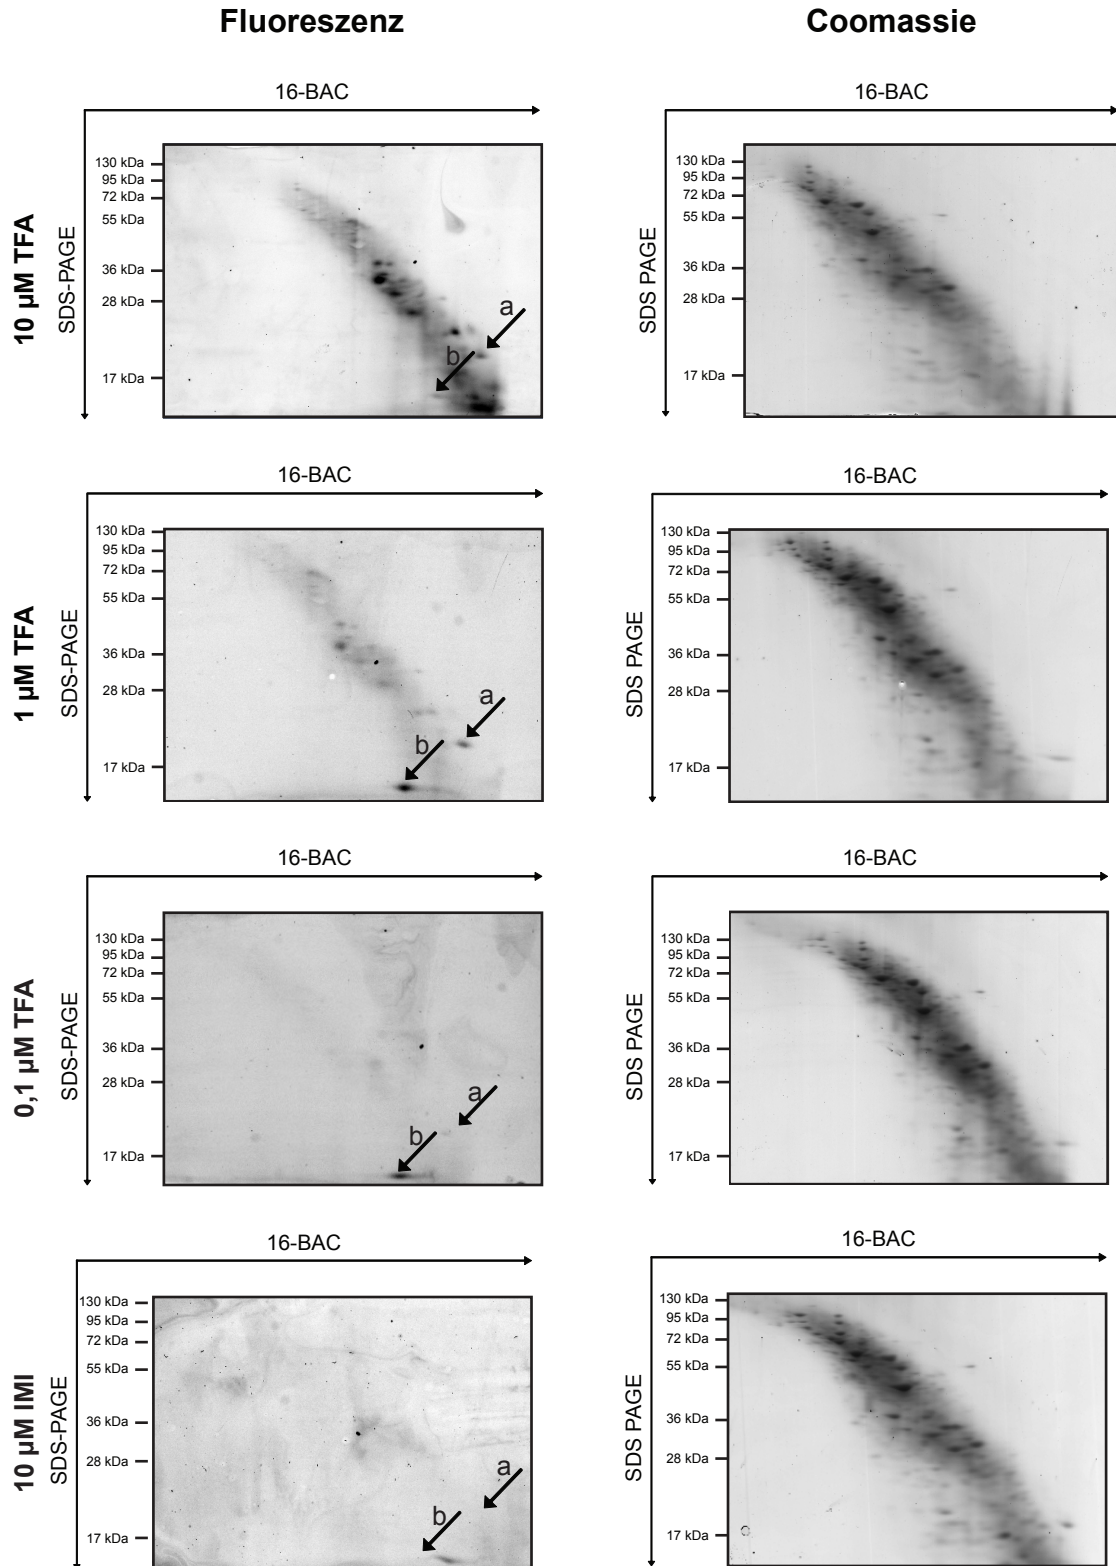 Fluoreszenz
Coomassie
10 µM TFA
16-BAC
SDS-PAGE
130 kDa
95 kDa
72 kDa
55 kDa
36 kDa
28 kDa
17 kDa
a
b
16-BAC
SDS PAGE
130 kDa
95 kDa
72 kDa
55 kDa
36 kDa
28 kDa
17 kDa
1 µM TFA
16-BAC
SDS-PAGE
130 kDa
95 kDa
72 kDa
55 kDa
36 kDa
28 kDa
17 kDa
a
b
16-BAC
SDS PAGE
130 kDa
95 kDa
72 kDa
55 kDa
36 kDa
28 kDa
17 kDa
0,1 µM TFA
16-BAC
SDS-PAGE
130 kDa
95 kDa
72 kDa
55 kDa
36 kDa
28 kDa
17 kDa
a
b
16-BAC
SDS PAGE
130 kDa
95 kDa
72 kDa
55 kDa
36 kDa
28 kDa
17 kDa
10 µM IMI
16-BAC
SDS-PAGE
130 kDa
95 kDa
72 kDa
55 kDa
36 kDa
28 kDa
17 kDa
a
b
16-BAC
SDS PAGE
130 kDa
95 kDa
72 kDa
55 kDa
36 kDa
28 kDa
17 kDa